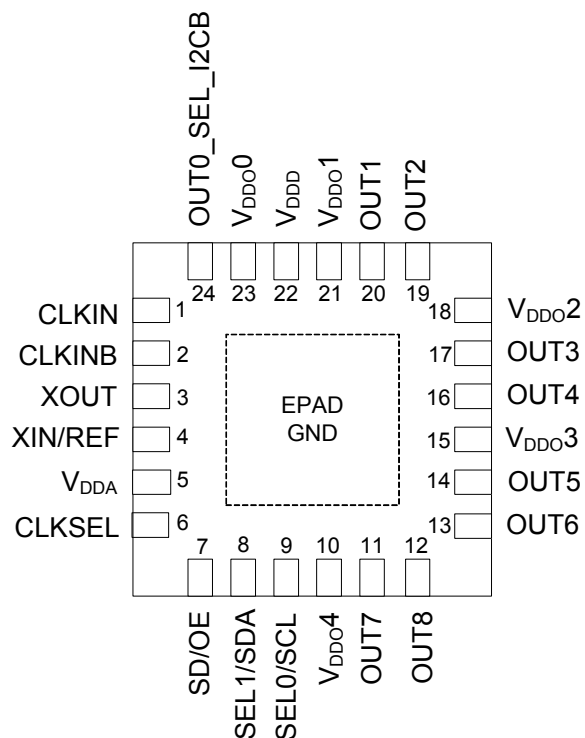 OUT0_SEL_I2CB
VDDO0
VDDD
VDDO1
OUT1
OUT2
24
23
22
21
20
19
CLKIN
1
CLKINB
2
XOUT
3
XIN/REF
4
VDDA
5
CLKSEL
6
EPAD
GND
18
VDDO2
17
OUT3
16
OUT4
15
VDDO3
14
OUT5
13
OUT6
7
8
9
10
11
12
SD/OE
SEL1/SDA
SEL0/SCL
VDDO4
OUT7
OUT8